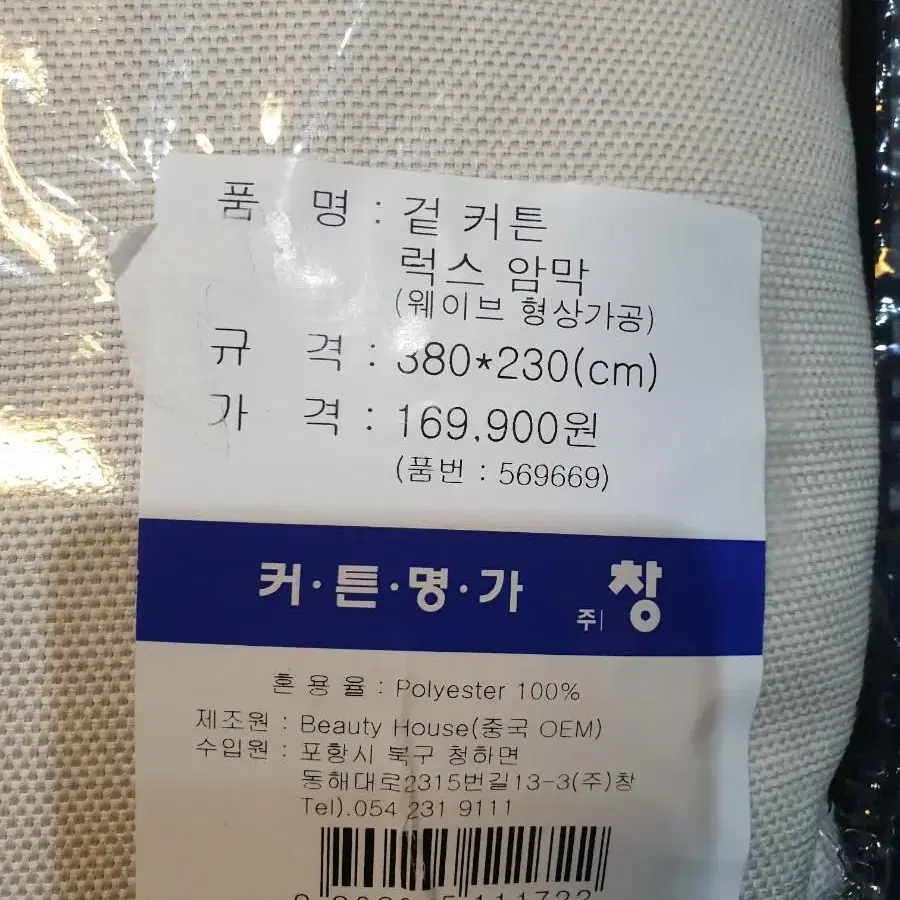 품 명 : 겉 커튼
럭스 암막
(웨이브 형상가공)
규 격 : 380*230(cm)
가 격 : 169,900원
(품번 : 569669)
커·튼·명·가 주) 창
혼 용 율 : Polyester 100%
제조원 : Beauty House(중국 OEM)
수입원 : 포항시 북구 청하면
동해대로2315번길13-3(주)창
Tel).054 231 9111